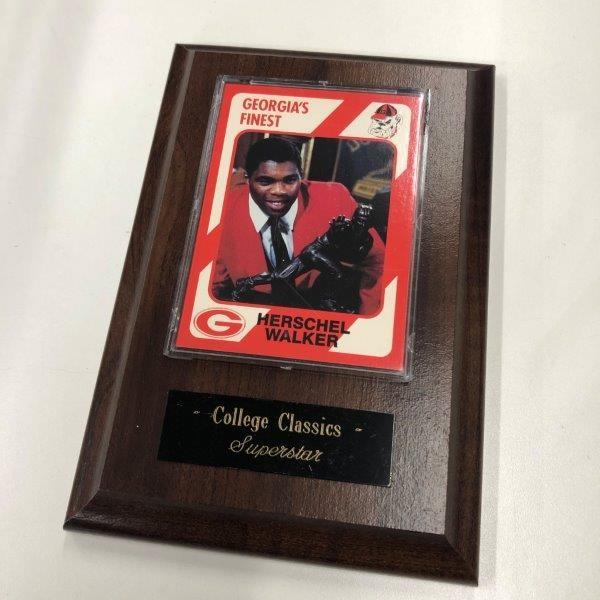 GEORGIA'S
FINEST
G
HERSCHEL
WALKER
- College Classics -
Superstar